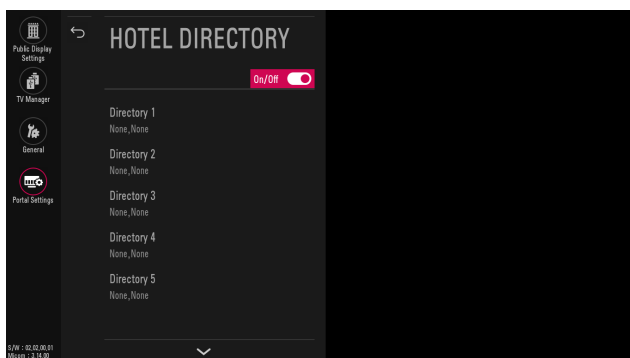 Public Display
Settings
TV Manager
General
Portal Settings
S/W : 02.02.00.01
Micom : 3.14.00
HOTEL DIRECTORY
On/Off
Directory 1
None,None
Directory 2
None,None
Directory 3
None,None
Directory 4
None,None
Directory 5
None,None